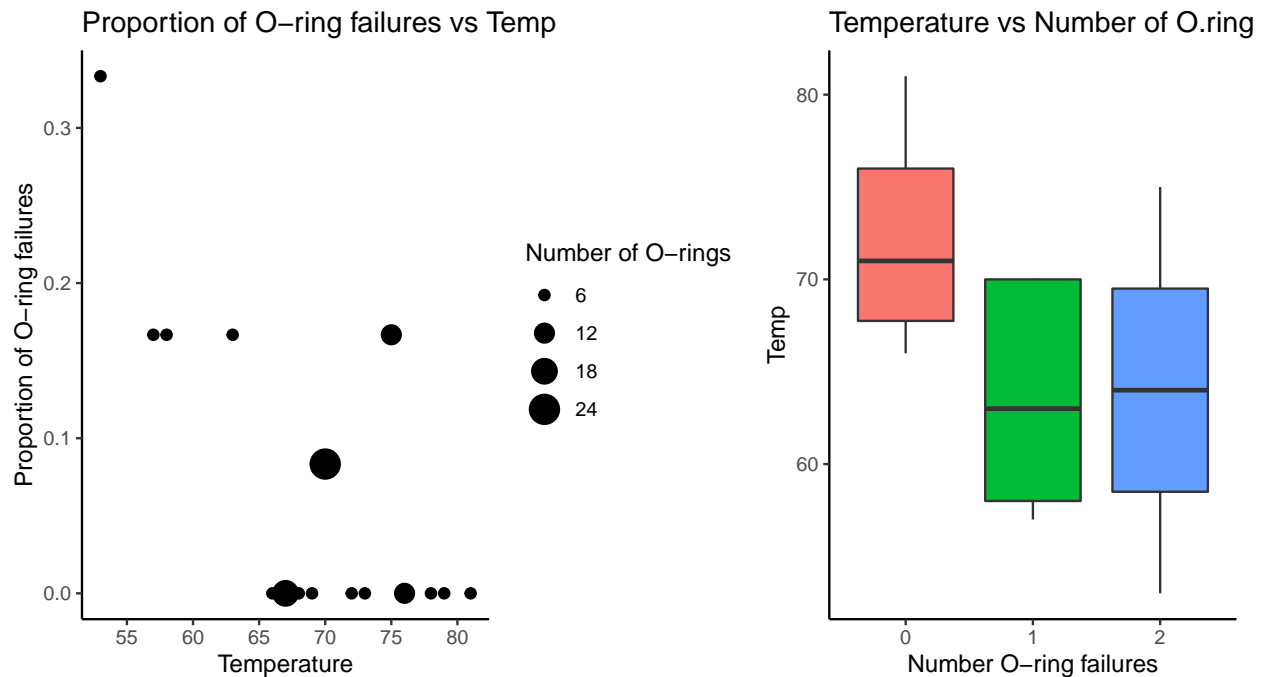 Proportion of O−ring failures vs Temp
Proportion of O−ring failures
0.3
0.2
0.1
0.0
55 60 65 70 75 80
Temperature
Number of O−rings
6
12
18
24
Temperature vs Number of O.ring
Temp
80
70
60
0 1 2
Number O−ring failures